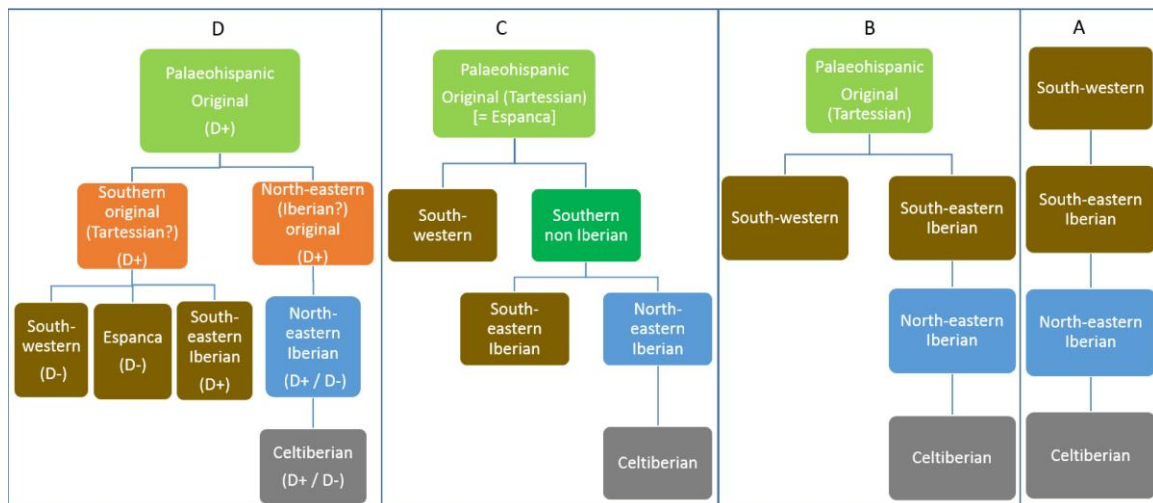 D
Palaeohispanic
Original
(D+)
Southern
original
(Tartessian?)
(D+)
North-eastern
(Iberian?)
original
(D+)
South-
western
(D-)
Espanca
(D-)
South-
eastern
Iberian
(D+)
North-
eastern
Iberian
(D+ / D-)
Celtiberian
(D+ / D-)
C
Palaeohispanic
Original (Tartessian)
[= Espanca]
South-
western
Southern
non Iberian
South-
eastern
Iberian
North-
eastern
Iberian
Celtiberian
B
Palaeohispanic
Original
(Tartessian)
South-western
South-eastern
Iberian
North-eastern
Iberian
Celtiberian
A
South-western
South-eastern
Iberian
North-eastern
Iberian
Celtiberian